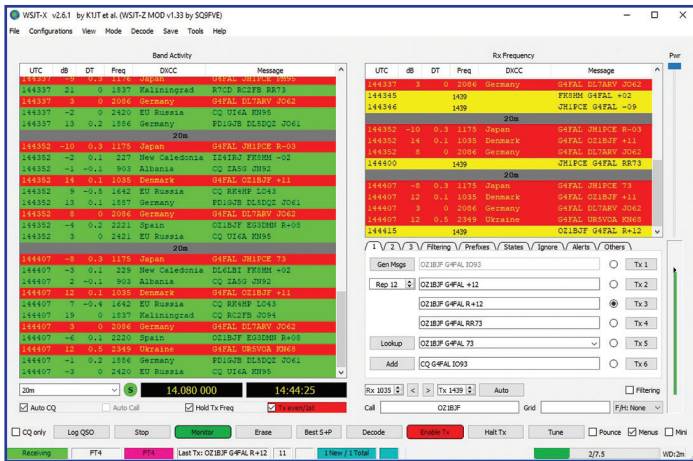 WSJT-X v2.6.1 by K1JT et al. (WSJT-Z MOD v1.33 by SQ9FVE)
File Configurations View Mode Decode Save Tools Help
Band Activity
UTC dB DT Freq DXCC Message
144337 -9 0.3 1176 Japan G4FAL JH1PCE PM95
144337 21 0 1837 Kaliningrad R7CD RC2FB RR73
144337 3 0 2086 Germany G4FAL DL7ARV JO62
144337 -2 0 2420 EU Russia CQ UI6A KN95
144337 13 0.2 1886 Germany PD1GJB DL5DQZ JO61
20m
144352 -10 0.3 1175 Japan G4FAL JH1PCE R-03
144352 -2 0.1 227 New Caledonia IZ4IRJ FK8HM -02
144352 -1 -0.1 903 Albania CQ ZA5G JN92
144352 14 0.1 1035 Denmark G4FAL OZ1BJF +11
144352 9 -0.5 1642 EU Russia CQ RK4HP LO43
144352 13 0.1 1887 Germany PD1GJB DL5DQZ JO61
144352 8 0 2086 Germany G4FAL DL7ARV JO62
144352 -4 0.2 2221 Spain OZ1BJF EG3DMN R+08
144352 3 0 2421 EU Russia CQ UI6A KN95
20m
144407 -8 0.3 1175 Japan G4FAL JH1PCE 73
144407 -3 0.1 229 New Caledonia DL6LBI FK8HM +02
144407 -2 0.1 903 Albania CQ ZA5G JN92
144407 12 0.1 1035 Denmark G4FAL OZ1BJF +11
144407 7 -0.4 1642 EU Russia CQ RK4HP LO43
144407 19 0 1837 Kaliningrad CQ RC2FB JO94
144407 3 0 2086 Germany G4FAL DL7ARV JO62
144407 -6 0.1 2220 Spain OZ1BJF EG3DMN R+08
144407 12 0.5 2349 Ukraine G4FAL UR5VOA KN68
144407 -1 0.2 1886 Germany PD1GJB DL5DQZ JO61
144407 -3 0 2420 EU Russia CQ UI6A KN95
Rx Frequency
UTC dB DT Freq DXCC Message
144337 3 0 2086 Germany G4FAL DL7ARV JO62
144345 1439 FK8HM G4FAL +02
144346 1439 JH1PCE G4FAL -09
20m
144352 -10 0.3 1175 Japan G4FAL JH1PCE R-03
144352 14 0.1 1035 Denmark G4FAL OZ1BJF +11
144352 8 0 2086 Germany G4FAL DL7ARV JO62
144400 1439 JH1PCE G4FAL RR73
20m
144407 -8 0.3 1175 Japan G4FAL JH1PCE 73
144407 12 0.1 1035 Denmark G4FAL OZ1BJF +11
144407 3 0 2086 Germany G4FAL DL7ARV JO62
144407 12 0.5 2349 Ukraine G4FAL UR5VOA KN68
144415 1439 OZ1BJF G4FAL R+12
Pwr
1 2 3 Filtering Prefixes States Ignore Alerts Others
Gen Msgs OZ1BJF G4FAL IO93 Tx 1
Rep 12 OZ1BJF G4FAL +12 Tx 2
OZ1BJF G4FAL R+12 Tx 3
OZ1BJF G4FAL RR73 Tx 4
Lookup OZ1BJF G4FAL 73 Tx 5
Add CQ G4FAL IO93 Tx 6
20m S 14.080 000 14:44:25 Rx 1035 < > Tx 1439 Auto Filtering
Auto CQ Auto Call Hold Tx Freq Tx even/1st Call OZ1BJF Grid F/H: None
CQ only Log QSO Stop Monitor Erase Best S+P Decode Enable Tx Halt Tx Tune Pounce Menus Mini
Receiving FT4 FT4 Last Tx: OZ1BJF G4FAL R+12 11 1 New / 1 Total 2/7.5 WD:2m